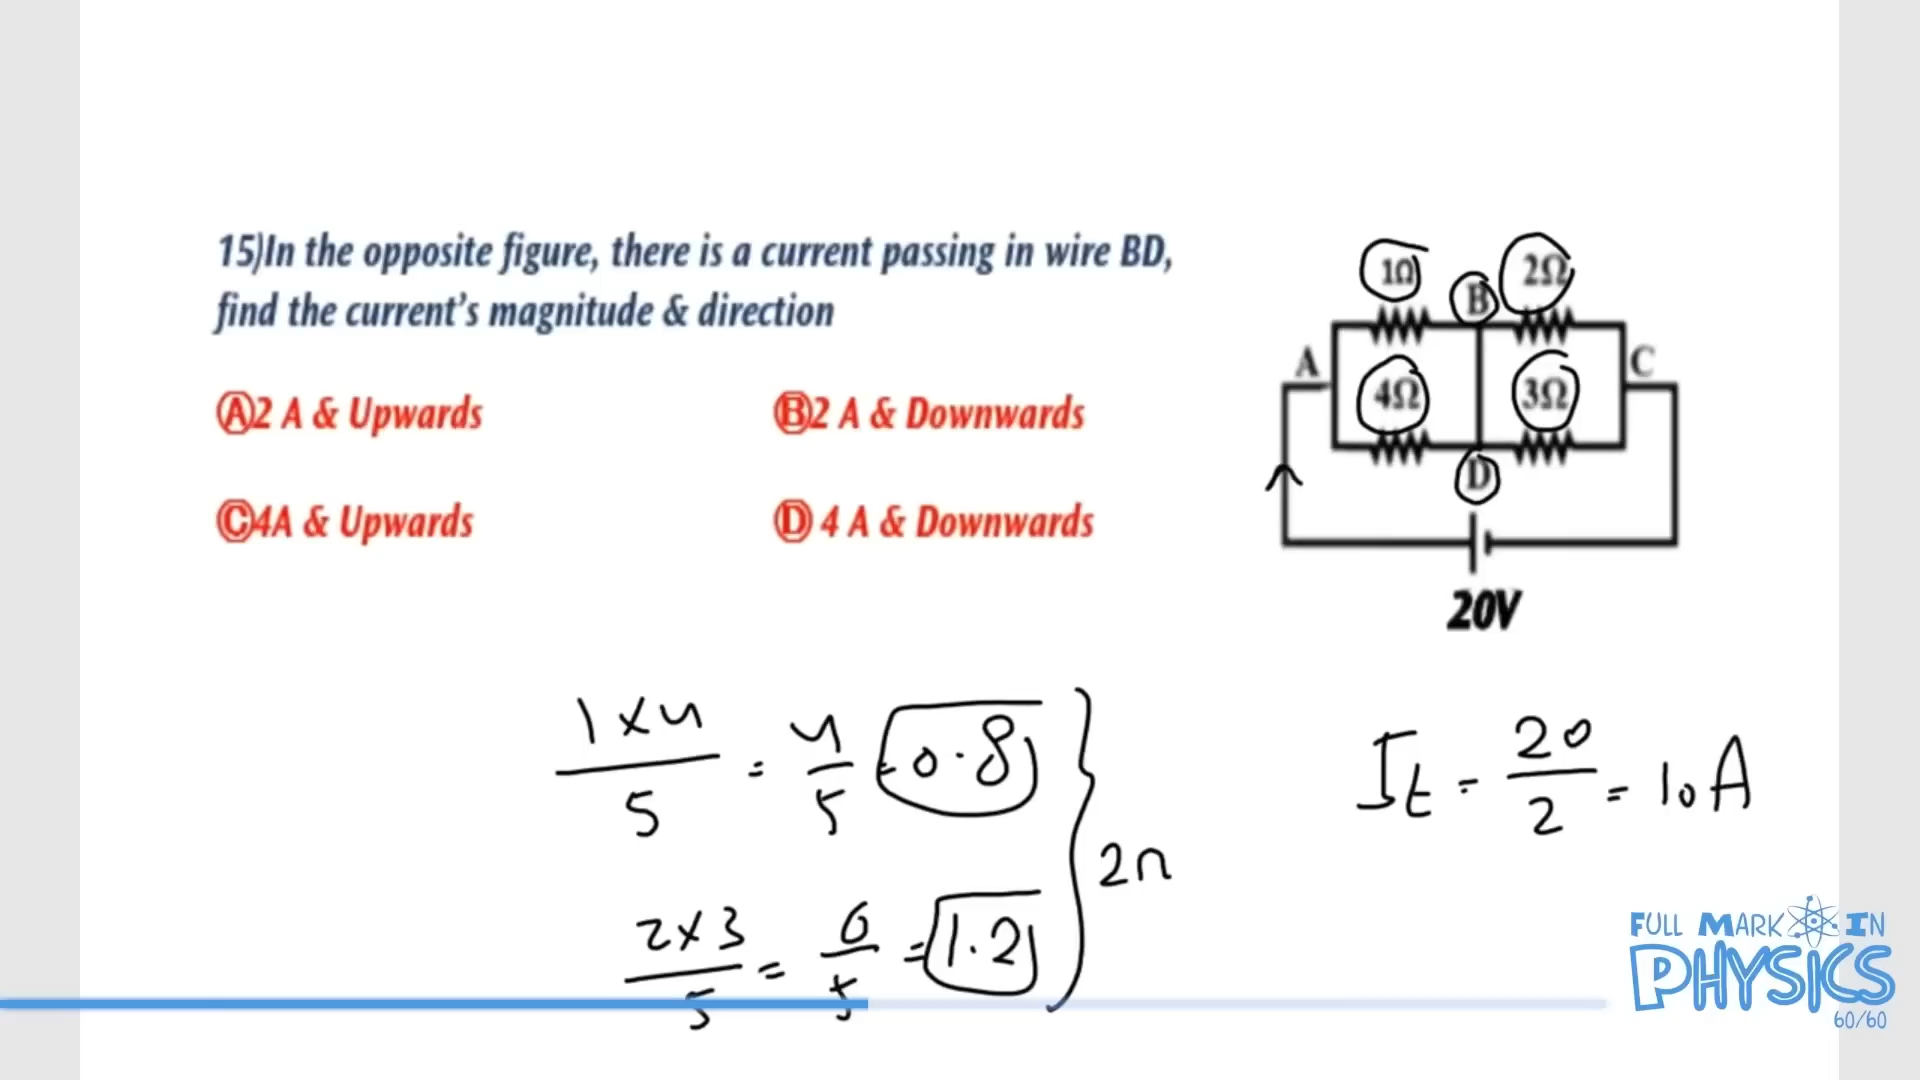 15)In the opposite figure, there is a current passing in wire BD,
find the current's magnitude & direction
Ⓐ2 A & Upwards
Ⓑ2 A & Downwards
Ⓒ4A & Upwards
Ⓓ 4 A & Downwards
1Ω
B
2Ω
A
C
4Ω
3Ω
D
20V
1 x 4
5
= 4
5
= 0.8
2 x 3
5
= 6
5
= 1.2
2Ω
It = 20
2
= 10A
FULL MARK IN
PHYSICS
60/60